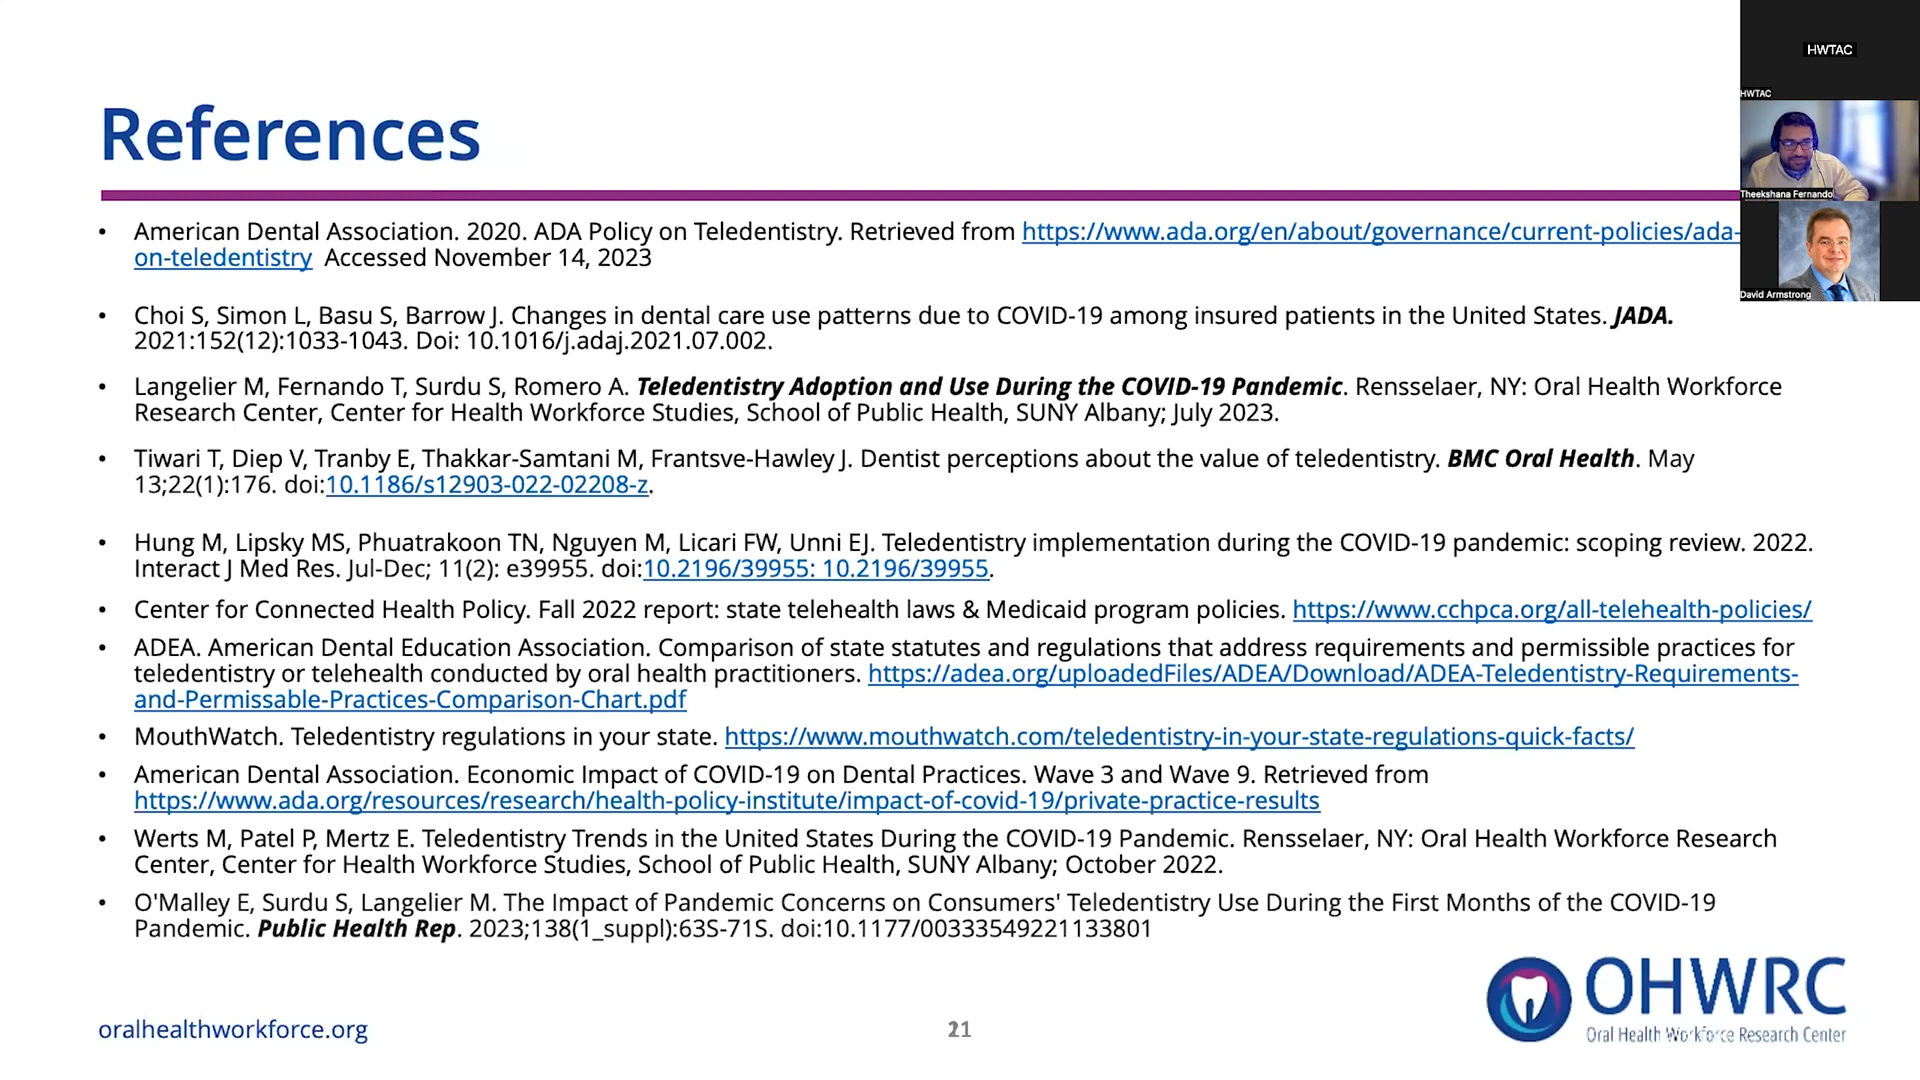 HWTAC
HWTAC
Theekshana Fernando
David Armstrong
References
• American Dental Association. 2020. ADA Policy on Teledentistry. Retrieved from https://www.ada.org/en/about/governance/current-policies/ada-
on-teledentistry Accessed November 14, 2023
• Choi S, Simon L, Basu S, Barrow J. Changes in dental care use patterns due to COVID-19 among insured patients in the United States. JADA.
2021:152(12):1033-1043. Doi: 10.1016/j.adaj.2021.07.002.
• Langelier M, Fernando T, Surdu S, Romero A. Teledentistry Adoption and Use During the COVID-19 Pandemic. Rensselaer, NY: Oral Health Workforce
Research Center, Center for Health Workforce Studies, School of Public Health, SUNY Albany; July 2023.
• Tiwari T, Diep V, Tranby E, Thakkar-Samtani M, Frantsve-Hawley J. Dentist perceptions about the value of teledentistry. BMC Oral Health. May
13;22(1):176. doi:10.1186/s12903-022-02208-z.
• Hung M, Lipsky MS, Phuatrakoon TN, Nguyen M, Licari FW, Unni EJ. Teledentistry implementation during the COVID-19 pandemic: scoping review. 2022.
Interact J Med Res. Jul-Dec; 11(2): e39955. doi:10.2196/39955: 10.2196/39955.
• Center for Connected Health Policy. Fall 2022 report: state telehealth laws & Medicaid program policies. https://www.cchpca.org/all-telehealth-policies/
• ADEA. American Dental Education Association. Comparison of state statutes and regulations that address requirements and permissible practices for
teledentistry or telehealth conducted by oral health practitioners. https://adea.org/uploadedFiles/ADEA/Download/ADEA-Teledentistry-Requirements-
and-Permissable-Practices-Comparison-Chart.pdf
• MouthWatch. Teledentistry regulations in your state. https://www.mouthwatch.com/teledentistry-in-your-state-regulations-quick-facts/
• American Dental Association. Economic Impact of COVID-19 on Dental Practices. Wave 3 and Wave 9. Retrieved from
https://www.ada.org/resources/research/health-policy-institute/impact-of-covid-19/private-practice-results
• Werts M, Patel P, Mertz E. Teledentistry Trends in the United States During the COVID-19 Pandemic. Rensselaer, NY: Oral Health Workforce Research
Center, Center for Health Workforce Studies, School of Public Health, SUNY Albany; October 2022.
• O'Malley E, Surdu S, Langelier M. The Impact of Pandemic Concerns on Consumers' Teledentistry Use During the First Months of the COVID-19
Pandemic. Public Health Rep. 2023;138(1_suppl):63S-71S. doi:10.1177/00333549221133801
oralhealthworkforce.org
OHWRC
Oral Health Workforce Research Center